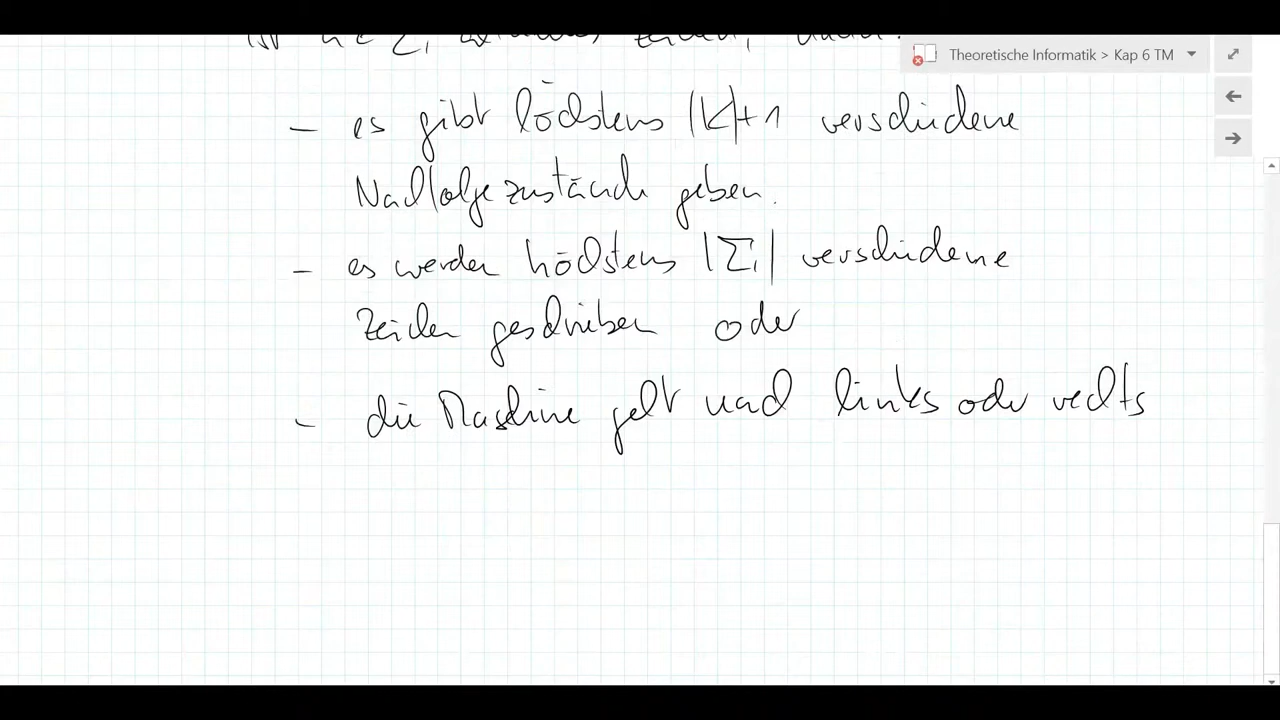 Theoretische Informatik > Kap 6 TM
- es gibt höchstens |K|+1 verschiedene
Nachfolgezustände geben.
- es werden höchstens |Σ₁| verschiedene
Zeichen geschrieben oder
- die Maschine geht nach links oder rechts